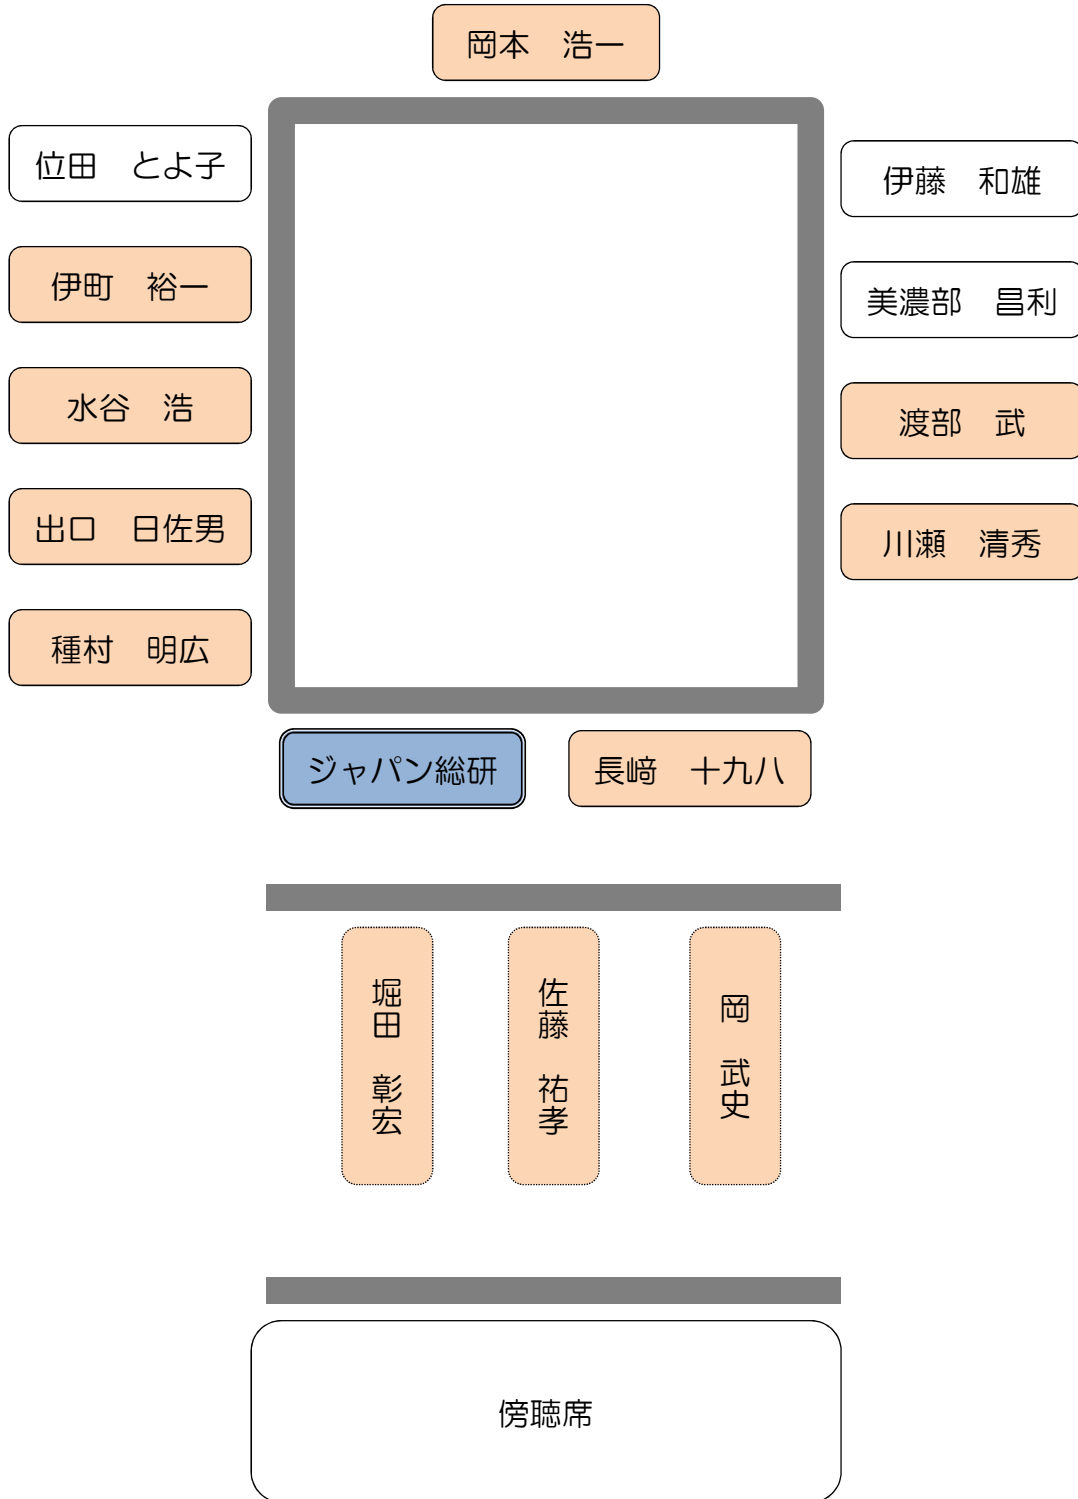 岡本　浩一
位田　とよ子
伊町　裕一
水谷　浩
出口　日佐男
種村　明広
伊藤　和雄
美濃部　昌利
渡部　武
川瀬　清秀
ジャパン総研
長﨑　十九八
堀田　彰宏
佐藤　祐孝
岡　武史
傍聴席